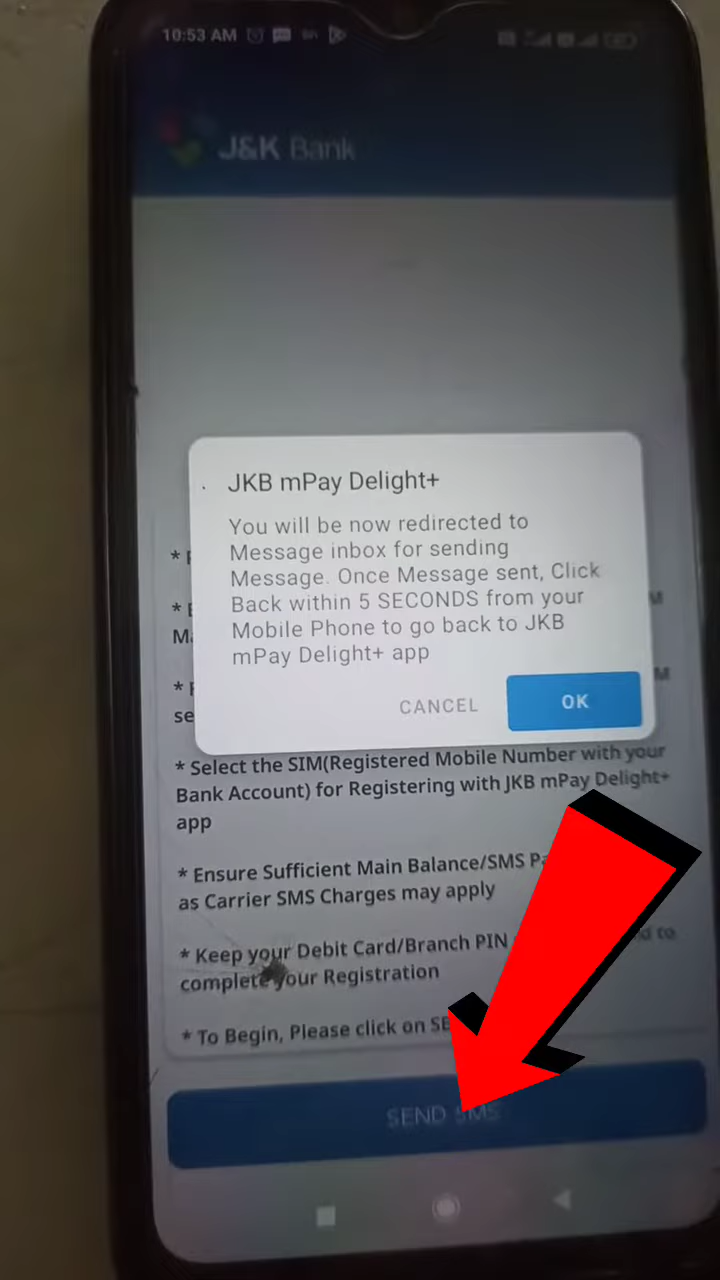 10:53 AM
J&K Bank
JKB mPay Delight+
You will be now redirected to
Message inbox for sending
Message. Once Message sent, Click
Back within 5 SECONDS from your
Mobile Phone to go back to JKB
mPay Delight+ app
CANCEL
OK
*
*
*
se
* Select the SIM(Registered Mobile Number with your
Bank Account) for Registering with JKB mPay Delight+
app
* Ensure Sufficient Main Balance/SMS
as Carrier SMS Charges may apply
* Keep your Debit Card/Branch PIN
to
complete your Registration
* To Begin, Please click on
SEND SMS